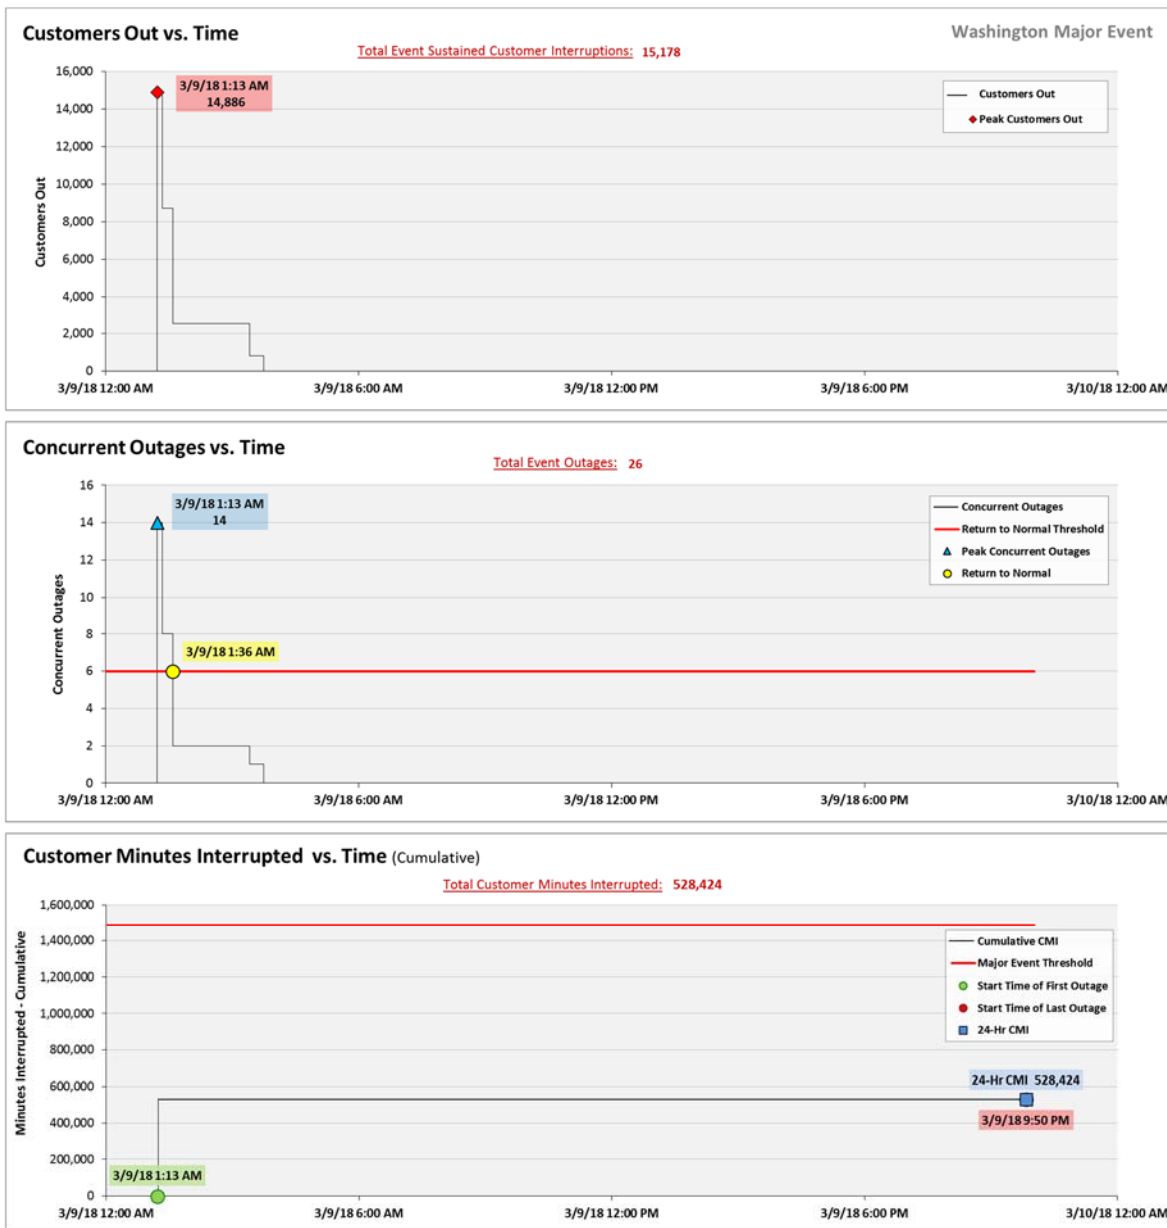 Customers Out vs. Time
Washington Major Event
Total Event Sustained Customer Interruptions: 15,178
3/9/18 1:13 AM
14,886
Customers Out
Peak Customers Out
Customers Out
16,000
14,000
12,000
10,000
8,000
6,000
4,000
2,000
0
3/9/18 12:00 AM 3/9/18 6:00 AM 3/9/18 12:00 PM 3/9/18 6:00 PM 3/10/18 12:00 AM
Concurrent Outages vs. Time
Total Event Outages: 26
3/9/18 1:13 AM
14
Concurrent Outages
Return to Normal Threshold
Peak Concurrent Outages
Return to Normal
3/9/18 1:36 AM
Concurrent Outages
16
14
12
10
8
6
4
2
0
3/9/18 12:00 AM 3/9/18 6:00 AM 3/9/18 12:00 PM 3/9/18 6:00 PM 3/10/18 12:00 AM
Customer Minutes Interrupted vs. Time (Cumulative)
Total Customer Minutes Interrupted: 528,424
Cumulative CMI
Major Event Threshold
Start Time of First Outage
Start Time of Last Outage
24-Hr CMI
24-Hr CMI 528,424
3/9/18 9:50 PM
3/9/18 1:13 AM
Minutes Interrupted - Cumulative
1,600,000
1,400,000
1,200,000
1,000,000
800,000
600,000
400,000
200,000
0
3/9/18 12:00 AM 3/9/18 6:00 AM 3/9/18 12:00 PM 3/9/18 6:00 PM 3/10/18 12:00 AM